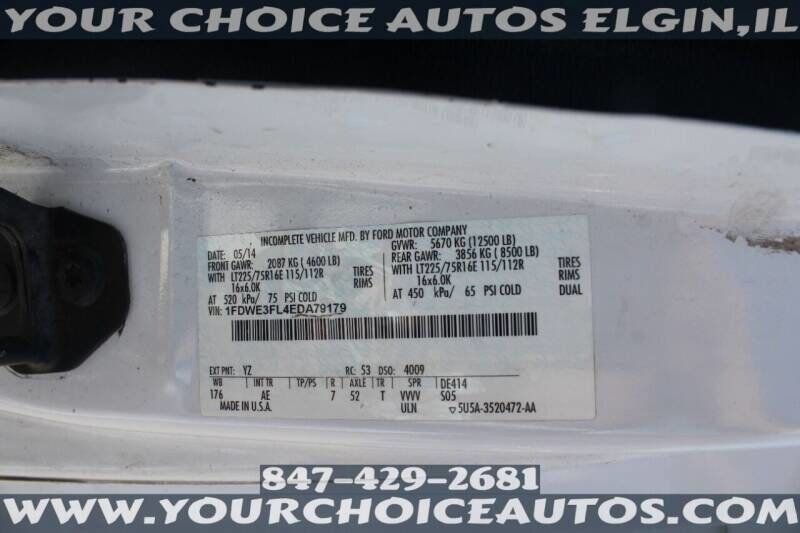 YOUR CHOICE AUTOS ELGIN,IL
INCOMPLETE VEHICLE MFD. BY FORD MOTOR COMPANY
DATE: 05/14 GVWR: 5670 KG (12500 LB)
FRONT GAWR: 2087 KG ( 4600 LB) REAR GAWR: 3856 KG ( 8500 LB)
WITH LT225/75R16E 115/112R TIRES WITH LT225/75R16E 115/112R TIRES
16x6.0K RIMS 16x6.0K RIMS
AT 520 kPa/ 75 PSI COLD AT 450 kPa/ 65 PSI COLD DUAL
VIN: 1FDWE3FL4EDA79179
EXT PNT: YZ RC: 53 DSO: 4009
WB INT TR TP/PS R AXLE TR SPR DE414
176 AE 7 52 T VVVV S05
MADE IN U.S.A. ULN ▽5U5A-3520472-AA
847-429-2681
WWW.YOURCHOICEAUTOS.COM